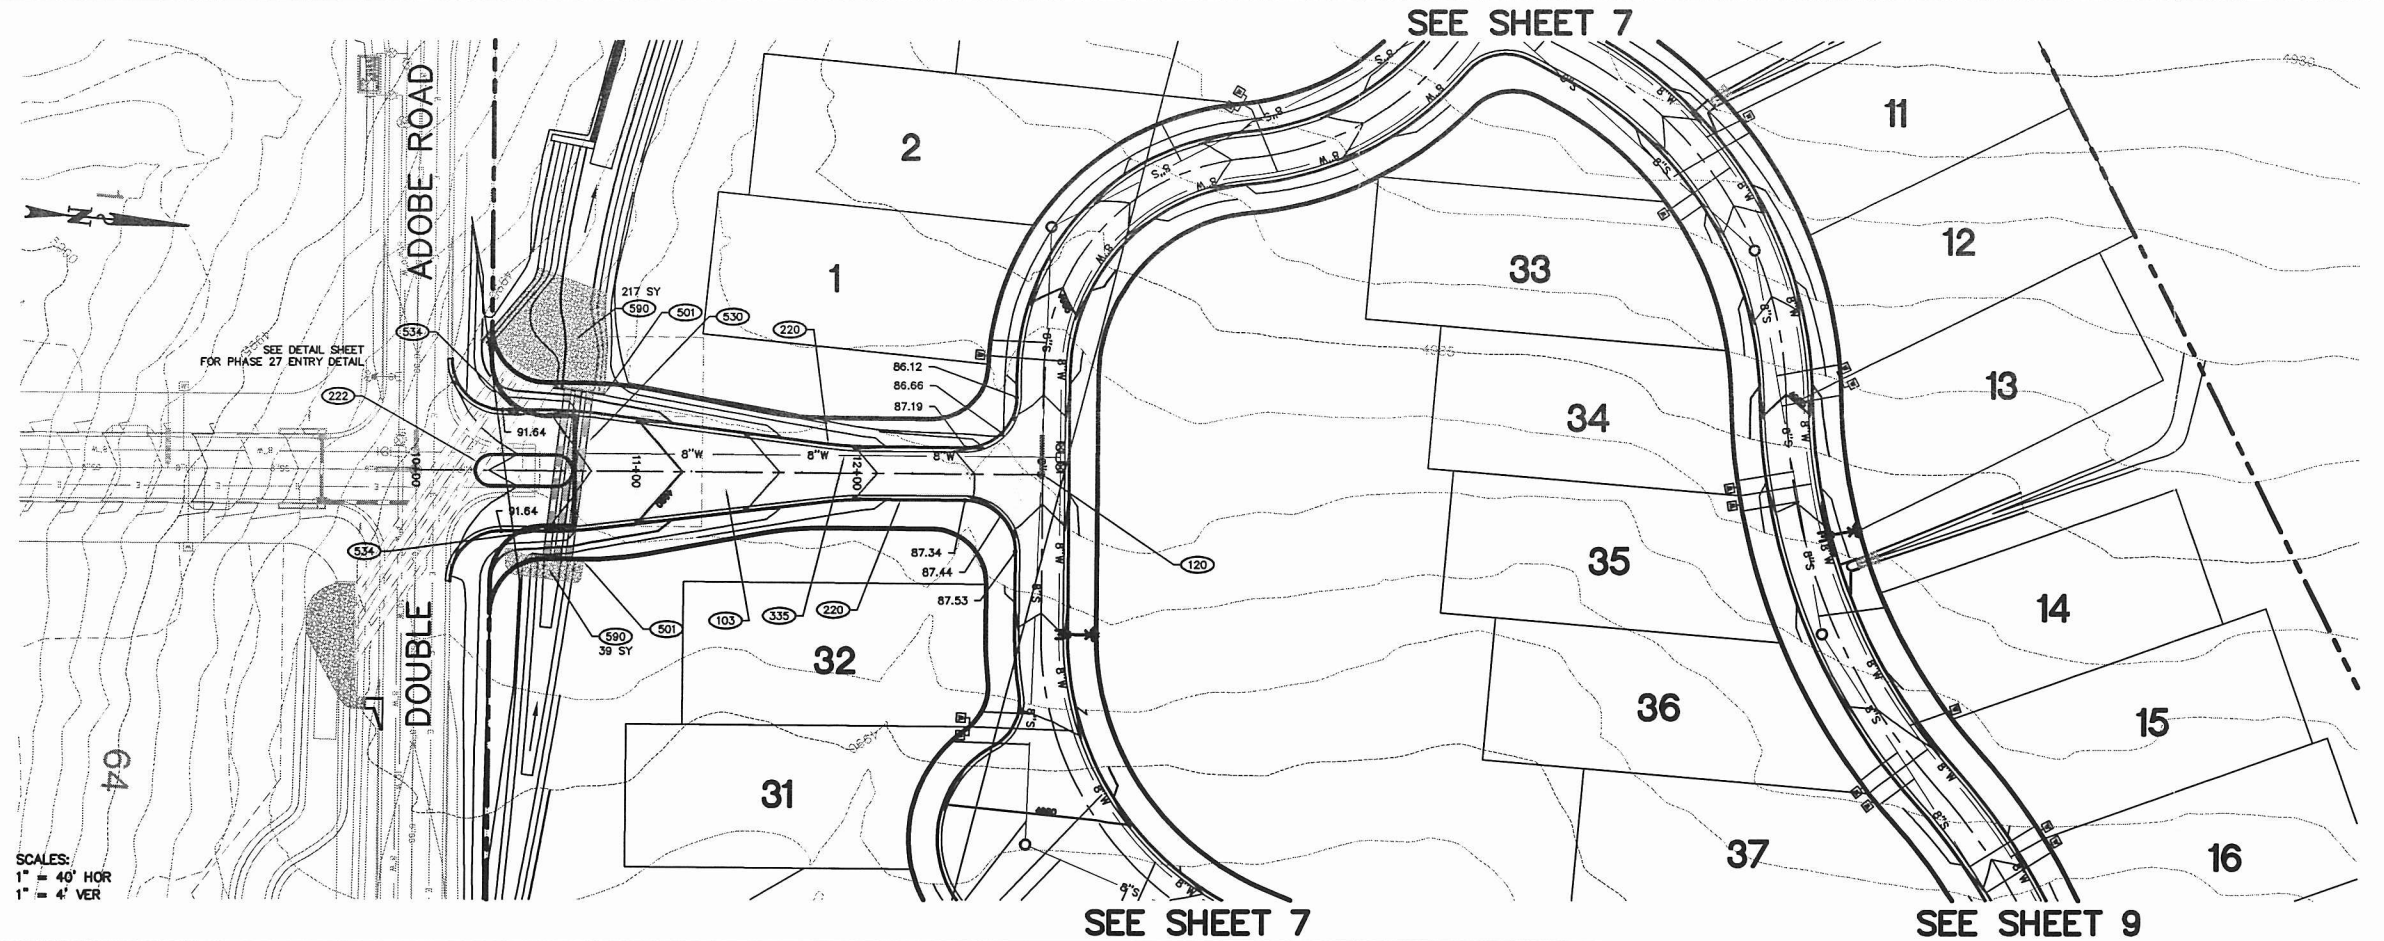 SEE SHEET 7
ADOBE ROAD
N
2
11
12
1
33
217 SY
590
501
530
534
220
SEE DETAIL SHEET
FOR PHASE 27 ENTRY DETAIL
222
86.12
86.66
87.19
4985
34
13
91.64
10+00
11+00
8"W
8"W
12+00
8"W
91.64
534
87.34
87.44
87.53
120
35
14
103
335
220
590
39 SY
501
DOUBLE
32
36
15
64
31
4990
37
16
SCALES:
1" = 40' HOR
1" = 4' VER
SEE SHEET 7
SEE SHEET 9
8"S
8"W